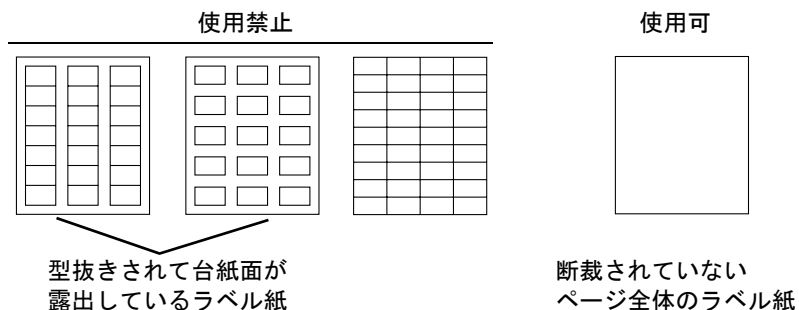 使用禁止
使用可
型抜きされて台紙面が
露出しているラベル紙
断裁されていない
ページ全体のラベル紙